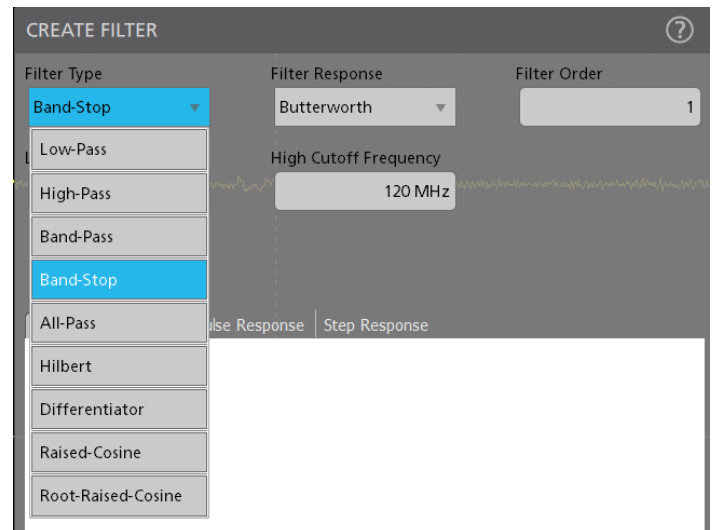 CREATE FILTER ?
Filter Type Filter Response Filter Order
Band-Stop Butterworth 1
Low-Pass
High Cutoff Frequency
High-Pass 120 MHz
Band-Pass
Band-Stop
All-Pass
Response Step Response
Hilbert
Differentiator
Raised-Cosine
Root-Raised-Cosine